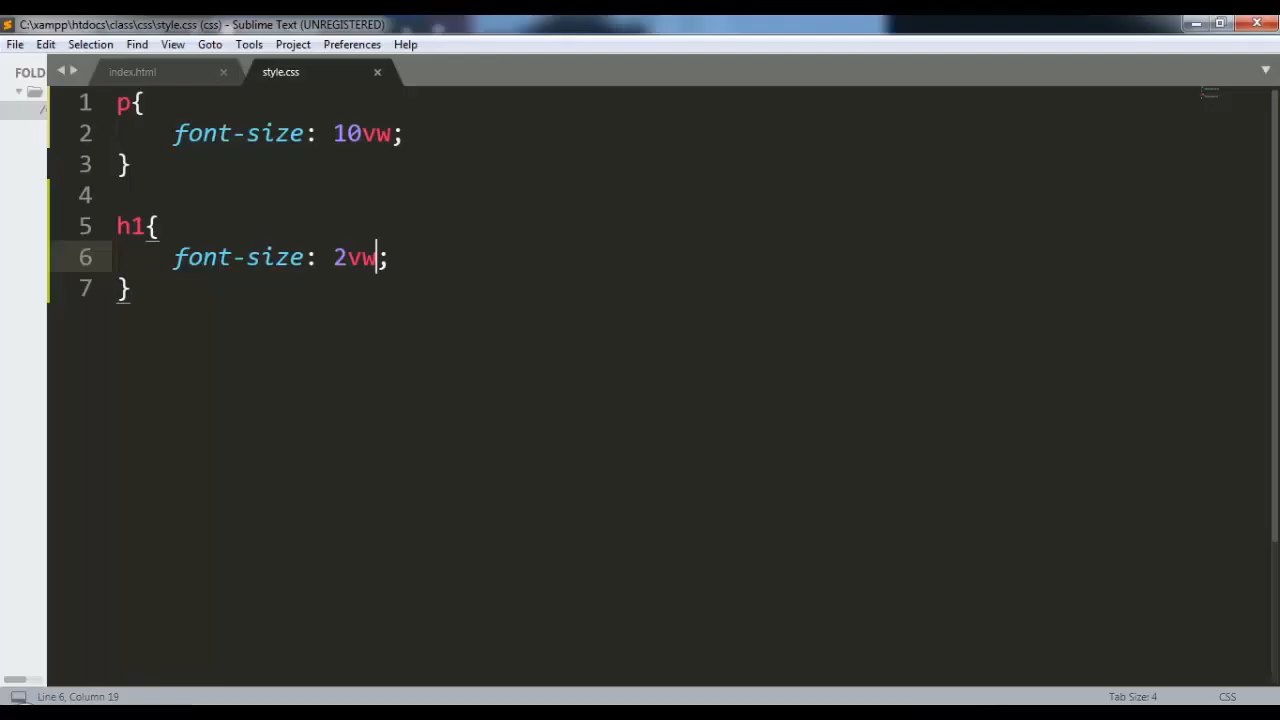 C:\xampp\htdocs\class\css\style.css (css) - Sublime Text (UNREGISTERED)
File Edit Selection Find View Goto Tools Project Preferences Help
FOLD
index.html
style.css
1 p{
2 font-size: 10vw;
3 }
4
5 h1{
6 font-size: 2vw;
7 }
Line 6, Column 19
Tab Size: 4
CSS